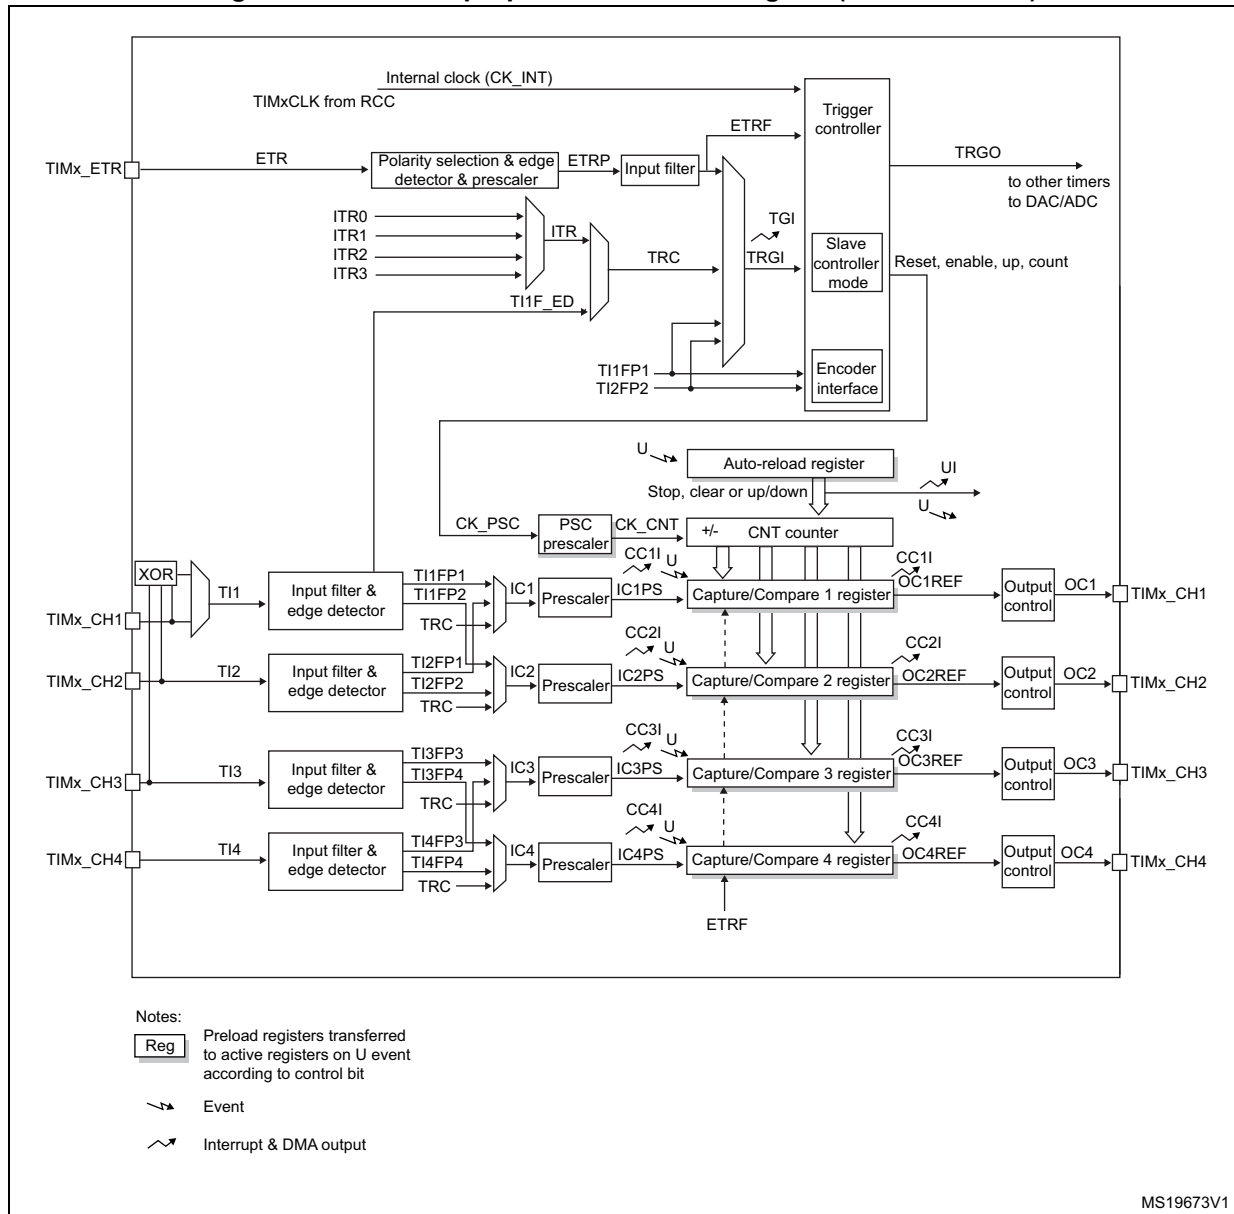 Internal clock (CK_INT)
TIMxCLK from RCC
Trigger
controller
ETRF
TIMx_ETR
ETR
Polarity selection & edge
detector & prescaler
ETRP
Input filter
TRGO
to other timers
to DAC/ADC
ITR0
ITR1
ITR2
ITR3
ITR
TRC
TGI
TRGI
Slave
controller
mode
Reset, enable, up, count
TI1F_ED
TI1FP1
TI2FP2
Encoder
interface
U
Auto-reload register
Stop, clear or up/down
UI
U
CK_PSC
PSC
prescaler
CK_CNT
+/-
CNT counter
XOR
TI1
TIMx_CH1
Input filter &
edge detector
TI1FP1
TI1FP2
TRC
IC1
Prescaler
IC1PS
CC1I
U
Capture/Compare 1 register
CC1I
OC1REF
Output
control
OC1
TIMx_CH1
TIMx_CH2
TI2
Input filter &
edge detector
TI2FP1
TI2FP2
TRC
IC2
Prescaler
IC2PS
CC2I
U
Capture/Compare 2 register
CC2I
OC2REF
Output
control
OC2
TIMx_CH2
TIMx_CH3
TI3
Input filter &
edge detector
TI3FP3
TI3FP4
TRC
IC3
Prescaler
IC3PS
CC3I
U
Capture/Compare 3 register
CC3I
OC3REF
Output
control
OC3
TIMx_CH3
TIMx_CH4
TI4
Input filter &
edge detector
TI4FP3
TI4FP4
TRC
IC4
Prescaler
IC4PS
CC4I
U
Capture/Compare 4 register
CC4I
OC4REF
Output
control
OC4
TIMx_CH4
ETRF
Notes:
Reg
Preload registers transferred
to active registers on U event
according to control bit
Event
Interrupt & DMA output
MS19673V1